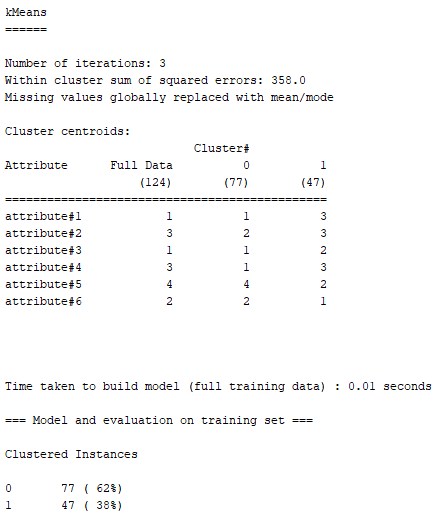 kMeans
======
Number of iterations: 3
Within cluster sum of squared errors: 358.0
Missing values globally replaced with mean/mode
Cluster centroids:
                            Cluster#
Attribute      Full Data          0          1
                   (124)       (77)       (47)
================================================
attribute#1            1          1          3
attribute#2            3          2          3
attribute#3            1          1          2
attribute#4            3          1          3
attribute#5            4          4          2
attribute#6            2          2          1
Time taken to build model (full training data) : 0.01 seconds
=== Model and evaluation on training set ===
Clustered Instances
0       77 ( 62%)
1       47 ( 38%)